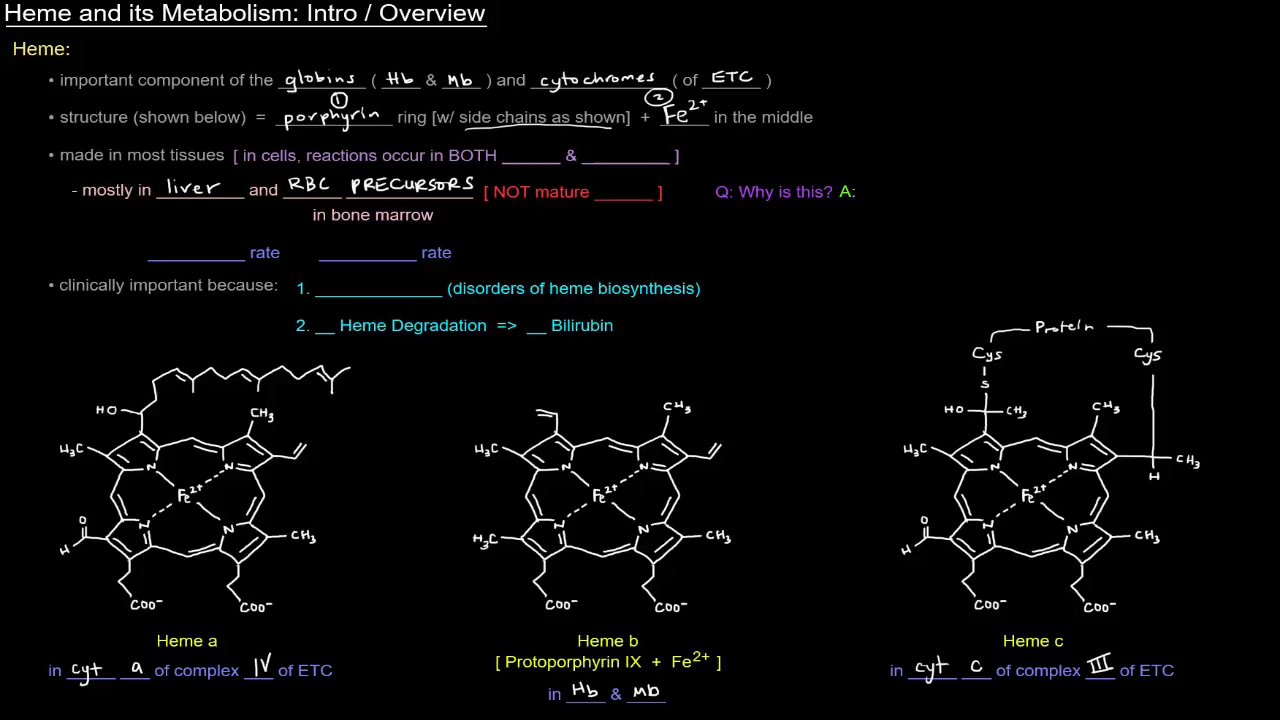 Heme and its Metabolism: Intro / Overview
Heme:
• important component of the globins ( Hb & Mb ) and cytochromes ( of ETC )
① ②
• structure (shown below) = porphyrin ring [w/ side chains as shown] + Fe2+ in the middle
• made in most tissues [ in cells, reactions occur in BOTH ______ & _________ ]
- mostly in liver and RBC PRECURSORS [ NOT mature ______ ] Q: Why is this? A:
in bone marrow
__________ rate __________ rate
• clinically important because: 1. _____________ (disorders of heme biosynthesis)
2. __ Heme Degradation => __ Bilirubin
Protein
Cys Cys
S
HO CH3 CH3 HO CH3 CH3
H3C H3C H3C CH3
H
N N N N N N
Fe2+ Fe2+ Fe2+
N N N N N N
O O
H CH3 H3C CH3 H CH3
COO- COO- COO- COO- COO- COO-
Heme a Heme b Heme c
[ Protoporphyrin IX + Fe2+ ]
in cyt a of complex IV of ETC in Hb & Mb in cyt c of complex III of ETC